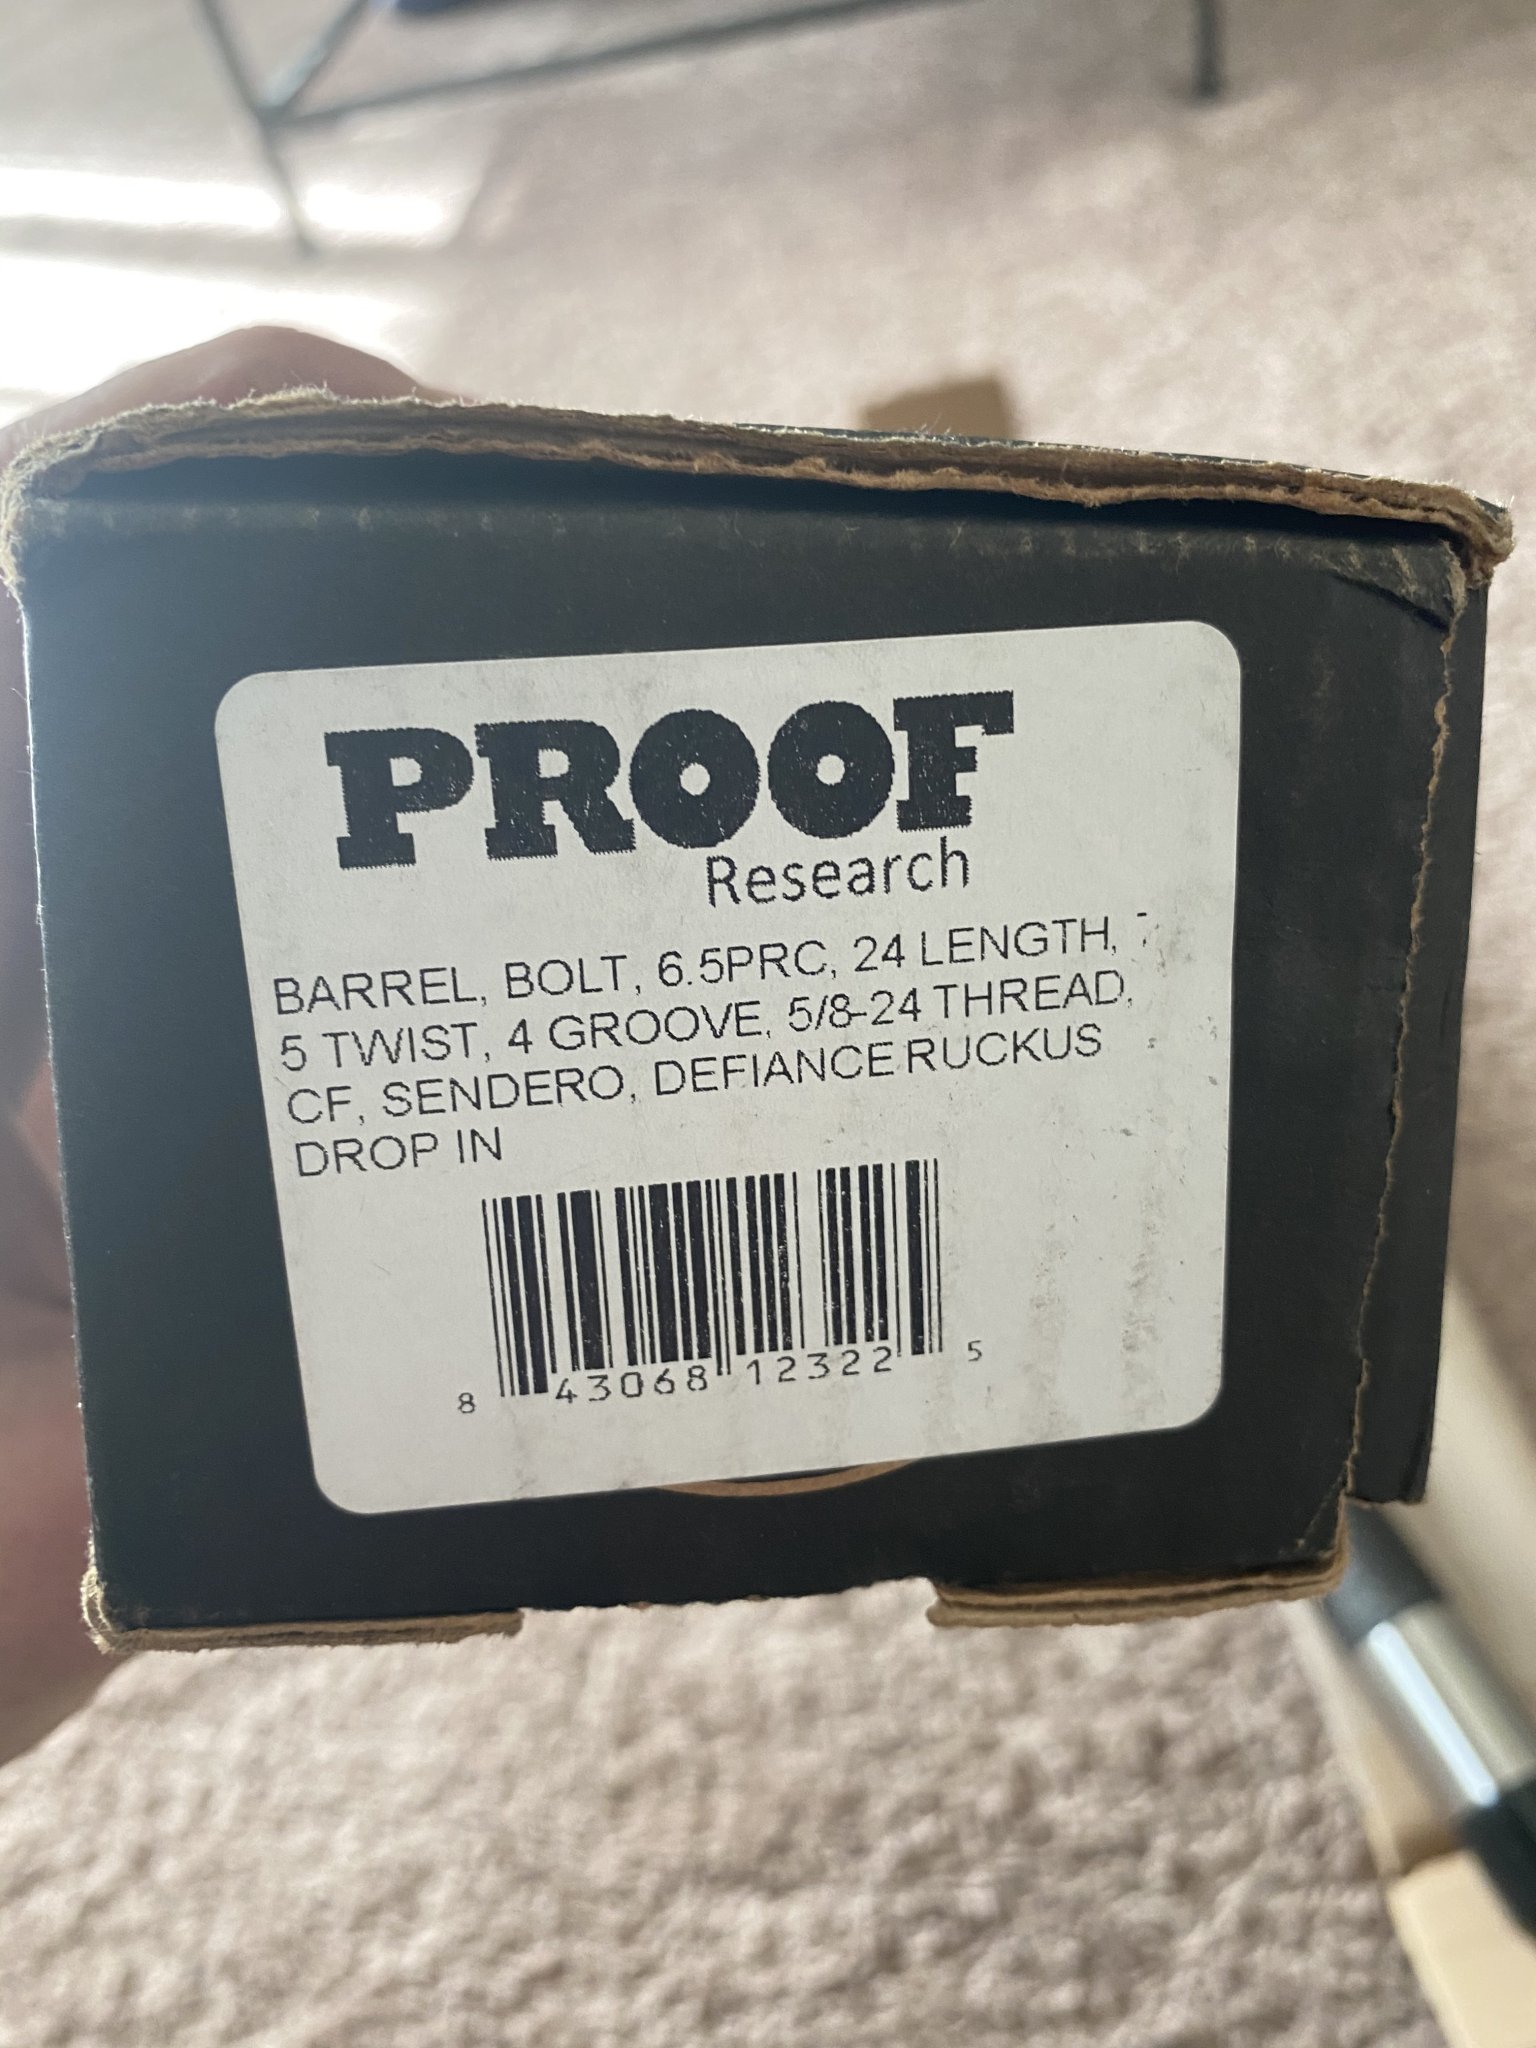 PROOF
Research
BARREL, BOLT, 6.5PRC, 24 LENGTH,
5 TWIST, 4 GROOVE, 5/8-24 THREAD,
CF, SENDERO, DEFIANCE RUCKUS
DROP IN
8 43068 12322 5